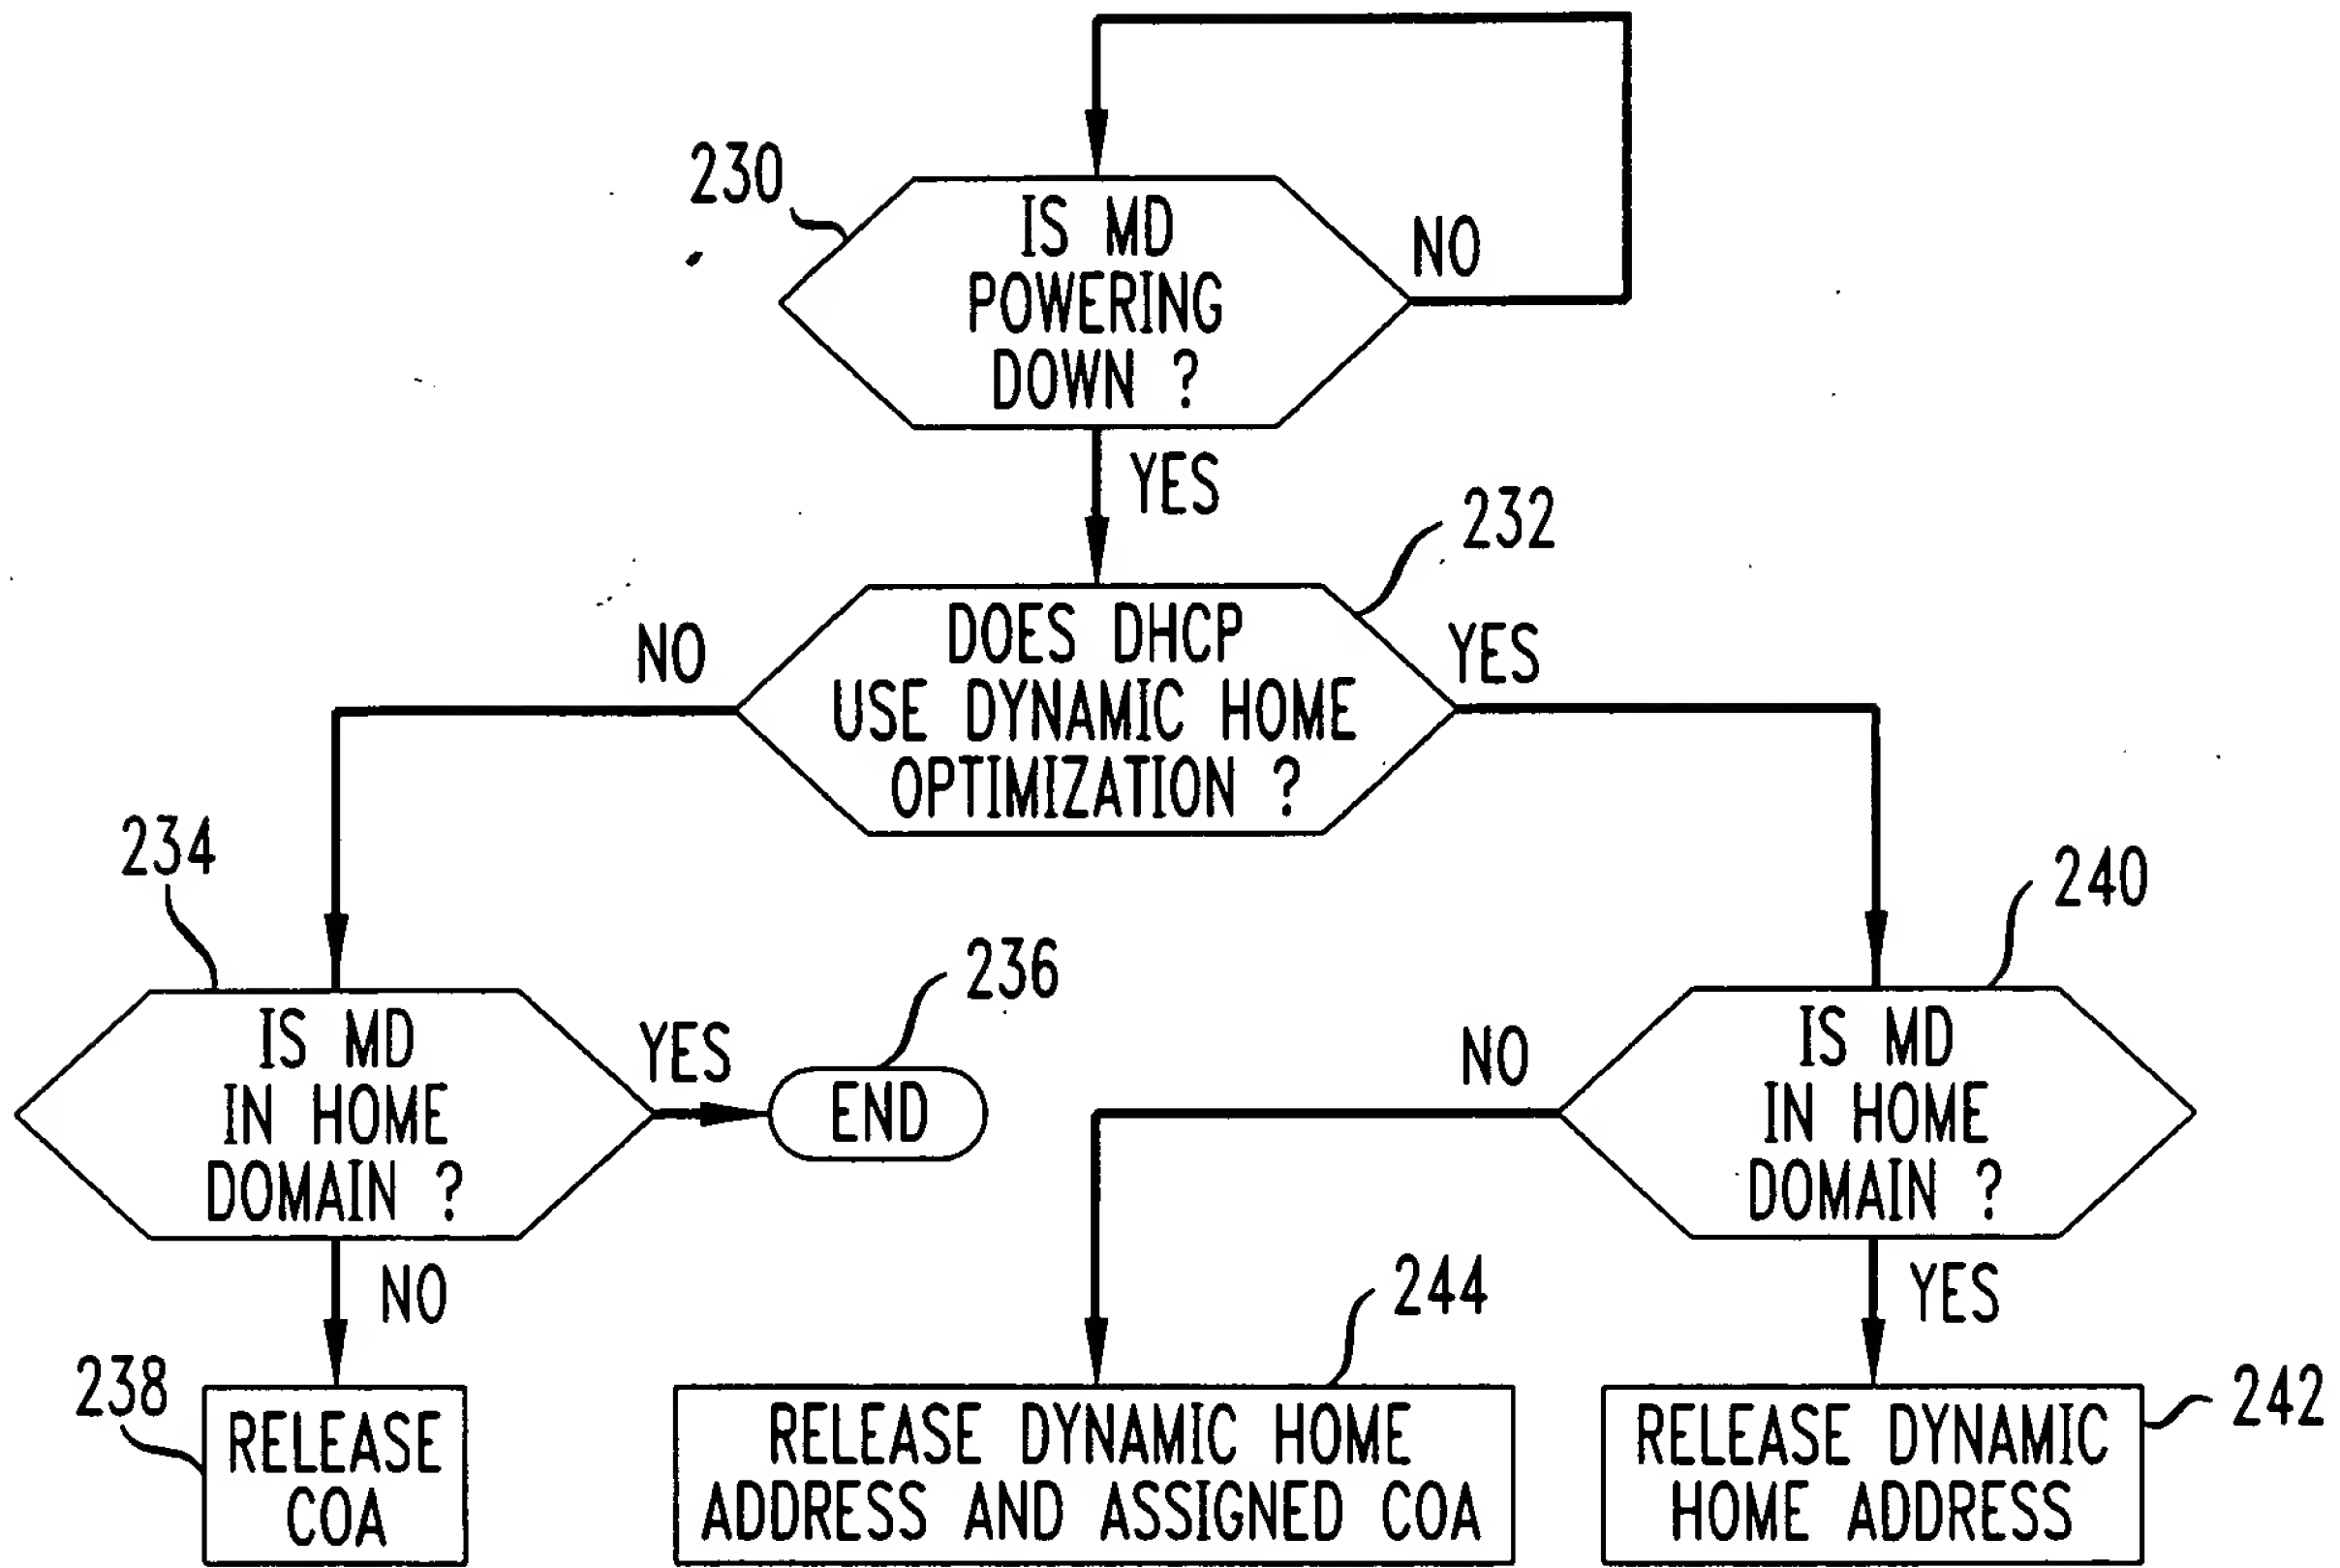 230
IS MD
POWERING
DOWN ?
NO
YES
232
DOES DHCP
USE DYNAMIC HOME
OPTIMIZATION ?
NO
YES
234
IS MD
IN HOME
DOMAIN ?
YES
236
END
NO
238
RELEASE
COA
240
IS MD
IN HOME
DOMAIN ?
NO
YES
244
RELEASE DYNAMIC HOME
ADDRESS AND ASSIGNED COA
242
RELEASE DYNAMIC
HOME ADDRESS